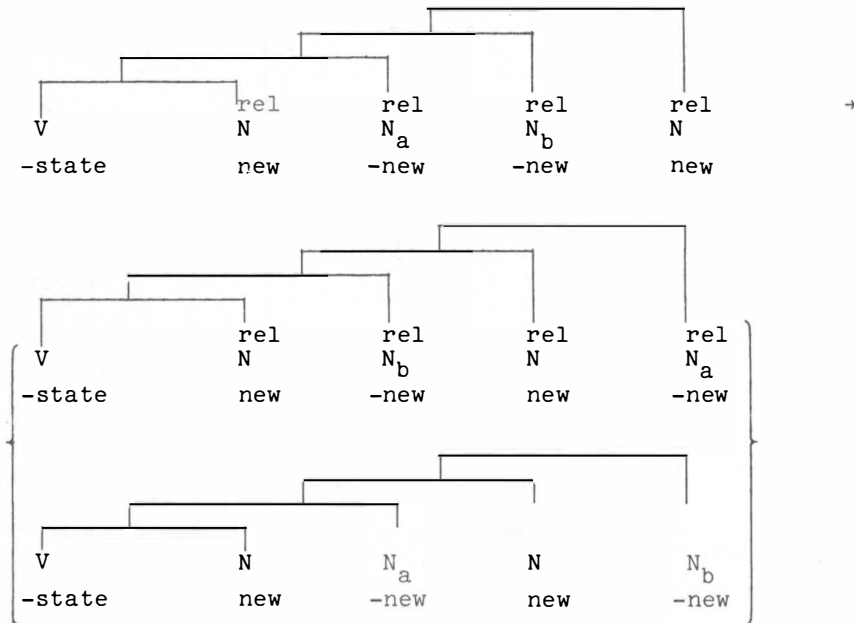 rel rel rel rel
V N N_a N_b N →
-state new -new -new new
rel rel rel rel
V N N_b N N_a
-state new -new new -new
V N N_a N N_b
-state new -new new -new